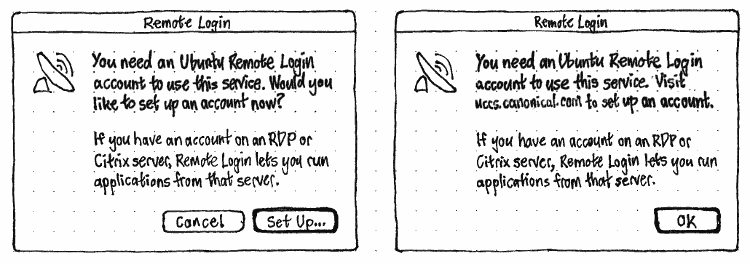 Remote Login
You need an Ubuntu Remote Login
account to use this service. Would you
like to set up an account now?
If you have an account on an RDP or
Citrix server, Remote Login lets you run
applications from that server.
Cancel
Set Up...
Remote Login
You need an Ubuntu Remote Login
account to use this service. Visit
uccs.canonical.com to set up an account.
If you have an account on an RDP or
Citrix server, Remote Login lets you run
applications from that server.
OK